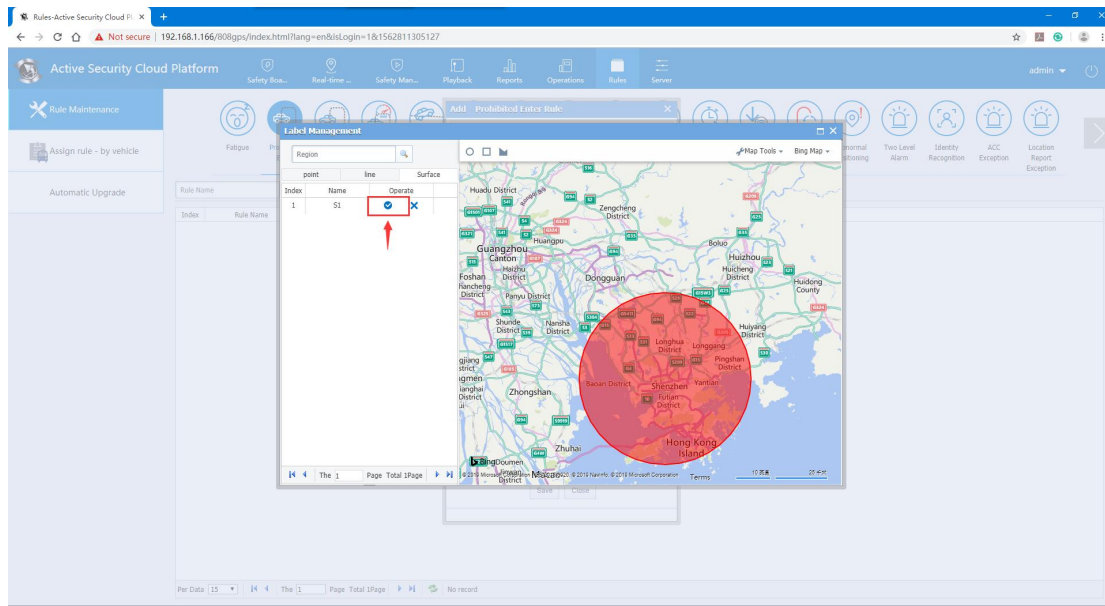 Rules-Active Security Cloud Pl
Not secure | 192.168.1.166/808gps/index.html?lang=en&isLogin=1&1562811305127
Active Security Cloud Platform
Safety Boa...
Real-time ...
Safety Man...
Playback
Reports
Operations
Rules
Server
admin
Rule Maintenance
Assign rule - by vehicle
Automatic Upgrade
Add Prohibited Enter Rule
Fatigue
Two Level Alarm
Identity Recognition
ACC Exception
Location Report Exception
Rule Name
Index Rule Name
Label Management
Region
point line Surface
Index Name Operate
1 S1
The 1 Page Total 1Page
Map Tools Bing Map
Huadu District
Zengcheng District
Huangpu
Guangzhou
Canton
Haizhu District
Foshan
Panyu District
Dongguan
Boluo
Huizhou
Huicheng District
Huidong County
Shunde District
Nansha District
Huiyang District
Longhua District
Longgang
Pingshan District
Baoan District
Shenzhen
Yantian
Futian District
Zhongshan
Zhuhai
Hong Kong Island
Doumen
Terms
Save Close
Per Data 15 The 1 Page Total 1Page No record